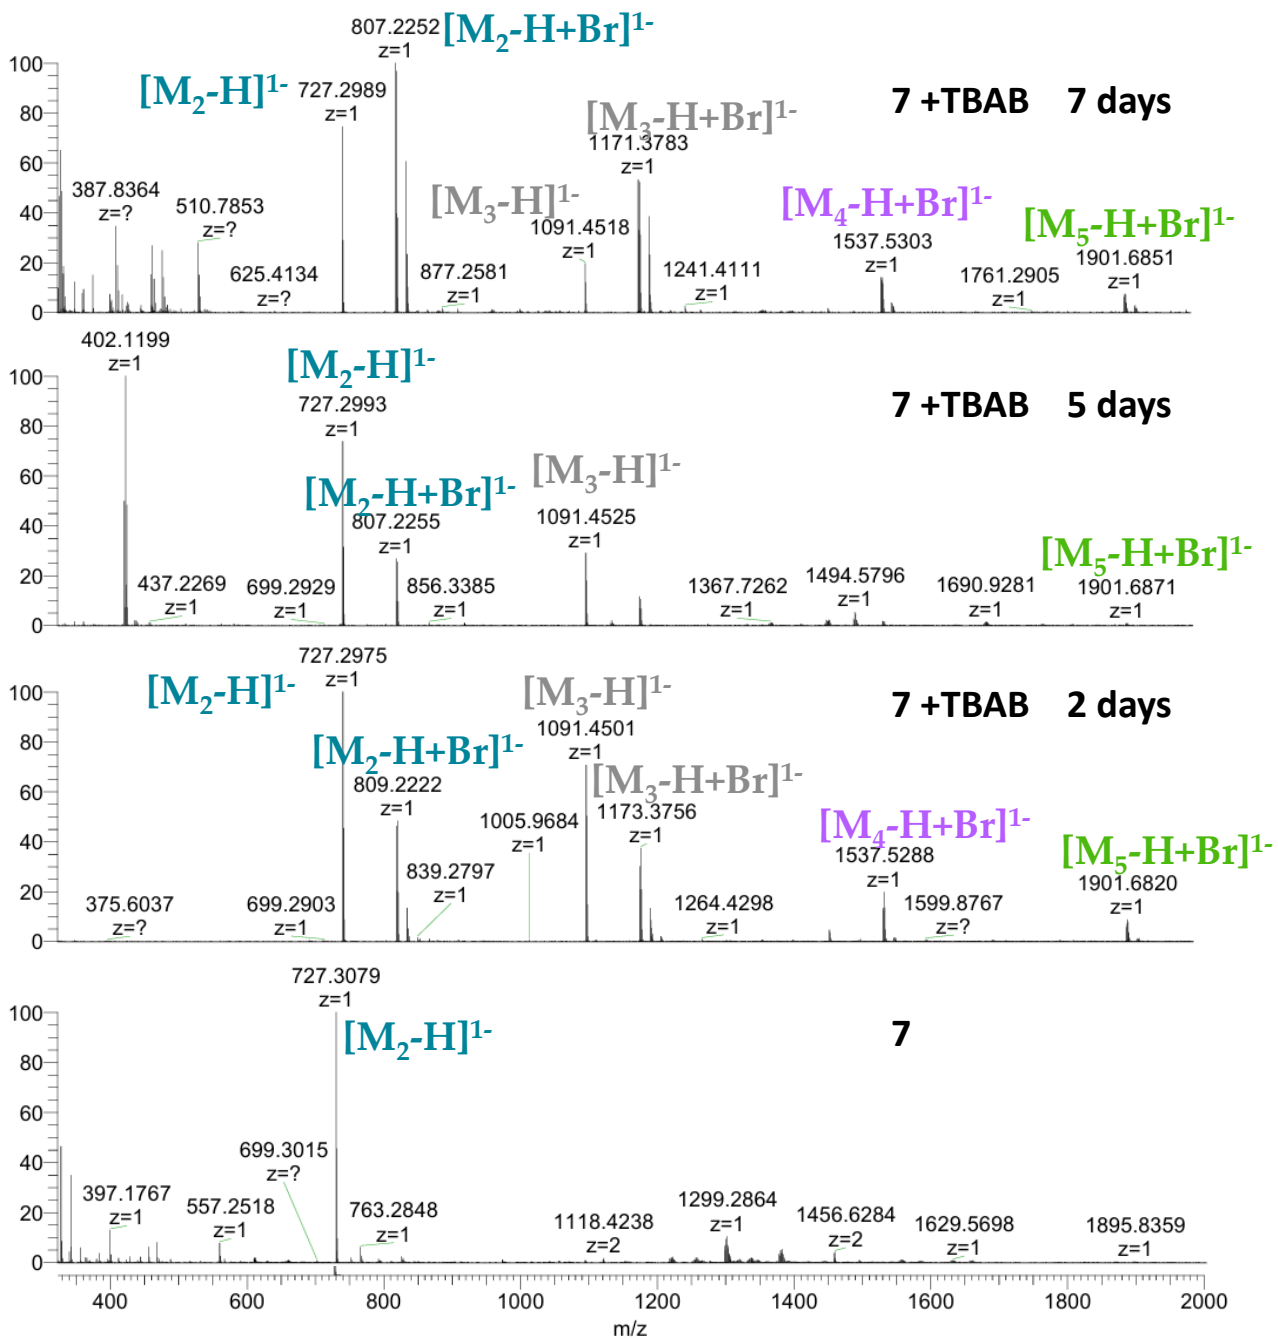 807.2252
z=1
[M2-H+Br]1-
[M2-H]1-
727.2989
z=1
7 +TBAB 7 days
[M3-H+Br]1-
1171.3783
z=1
387.8364
z=?
510.7853
z=?
[M3-H]1-
1091.4518
z=1
[M4-H+Br]1-
1537.5303
z=1
[M5-H+Br]1-
1901.6851
z=1
625.4134
z=?
877.2581
z=1
1241.4111
z=1
1761.2905
z=1
100
80
60
40
20
0
402.1199
z=1
[M2-H]1-
727.2993
z=1
7 +TBAB 5 days
[M2-H+Br]1-
807.2255
z=1
[M3-H]1-
1091.4525
z=1
[M5-H+Br]1-
1901.6871
z=1
437.2269
z=1
699.2929
z=1
856.3385
z=1
1367.7262
z=1
1494.5796
z=1
1690.9281
z=1
100
80
60
40
20
0
727.2975
z=1
[M2-H]1-
[M3-H]1-
1091.4501
z=1
7 +TBAB 2 days
[M2-H+Br]1-
809.2222
z=1
[M3-H+Br]1-
1173.3756
z=1
1005.9684
z=1
[M4-H+Br]1-
1537.5288
z=1
[M5-H+Br]1-
1901.6820
z=1
375.6037
z=?
699.2903
z=1
839.2797
z=1
1264.4298
z=1
1599.8767
z=?
100
80
60
40
20
0
727.3079
z=1
[M2-H]1-
7
699.3015
z=?
397.1767
z=1
557.2518
z=1
763.2848
z=1
1118.4238
z=2
1299.2864
z=1
1456.6284
z=2
1629.5698
z=1
1895.8359
z=1
100
80
60
40
20
0
400 600 800 1000 1200 1400 1600 1800 2000
m/z